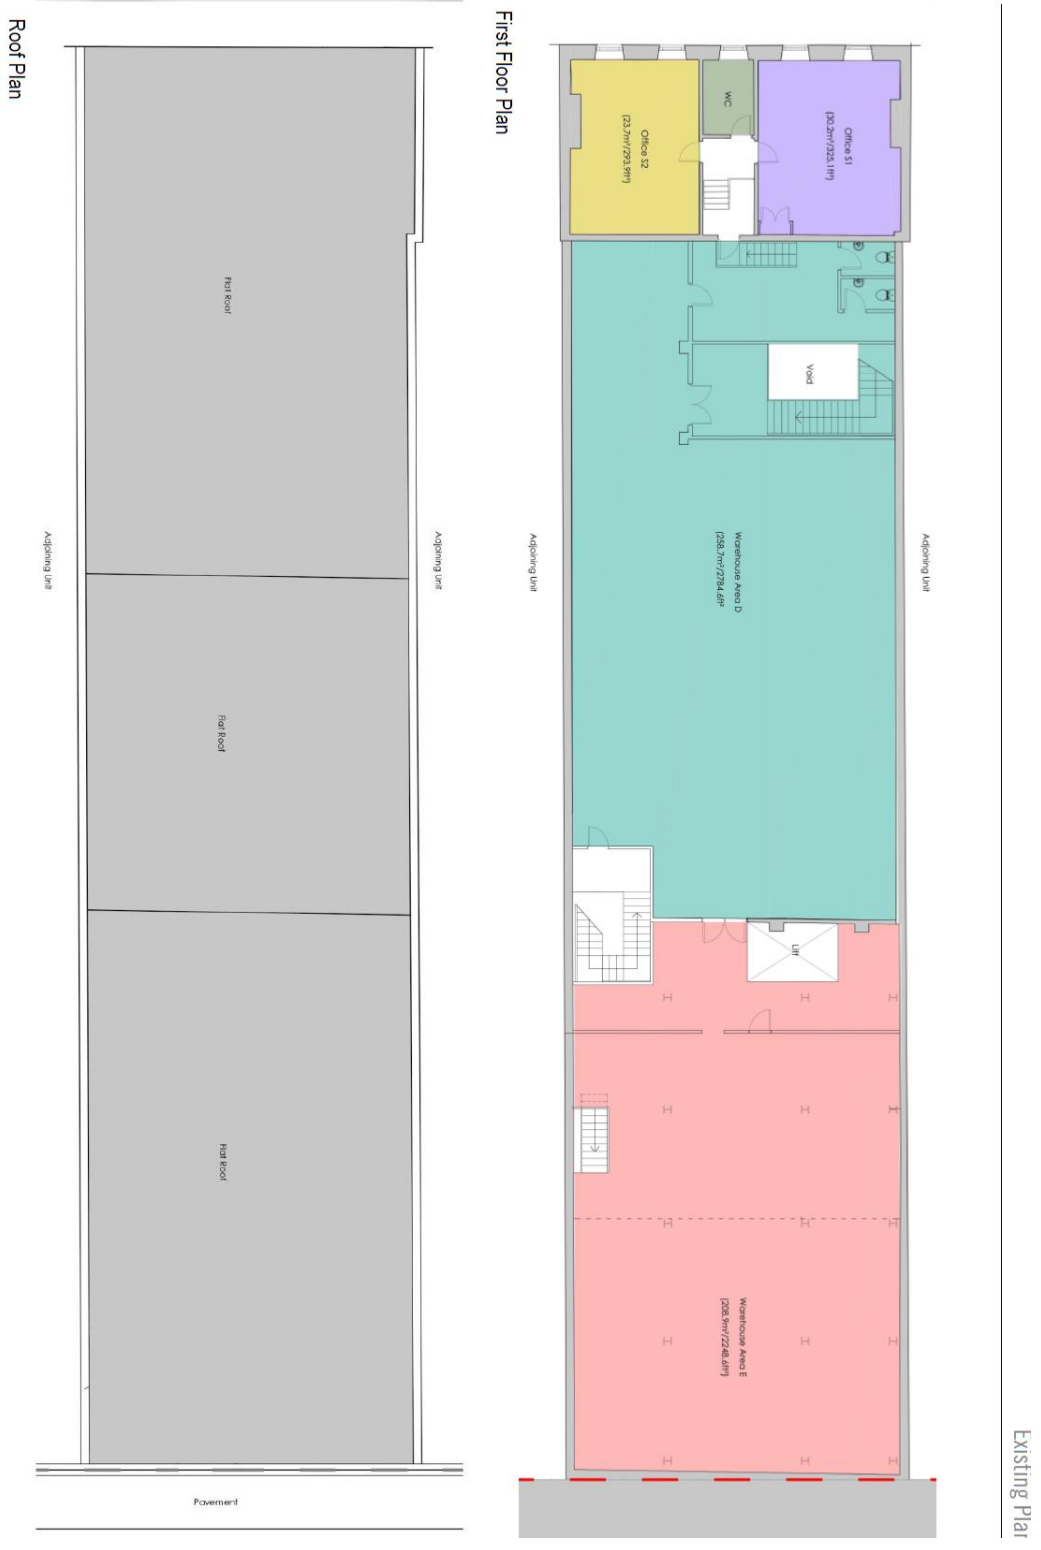 Existing Plan
First Floor Plan
Office S1
(30.2m²/325.1ft²)
WC
Office S2
(23.7m²/293.9ft²)
Void
Adjoining Unit
Warehouse Area D
(258.7m²/2784.6ft²
Adjoining Unit
Lift
Warehouse Area E
(208.9m²/2248.6ft²)
Roof Plan
Flat Roof
Adjoining Unit
Adjoining Unit
Flat Roof
Flat Roof
Pavement